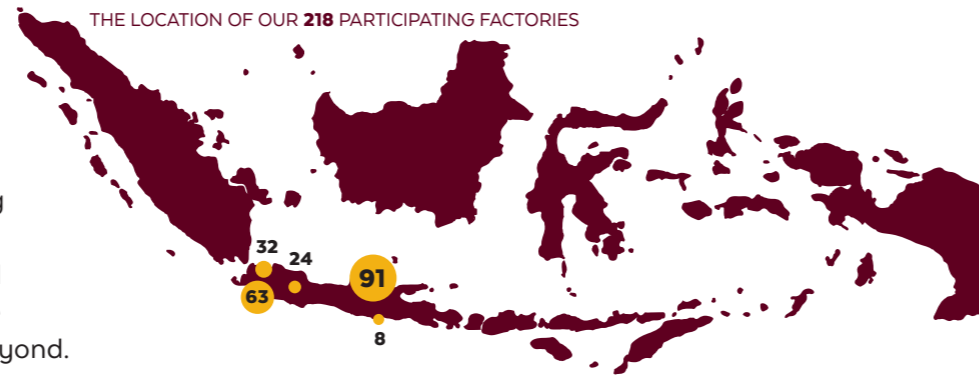 THE LOCATION OF OUR 218 PARTICIPATING FACTORIES
g
yond.
32
24
91
63
8